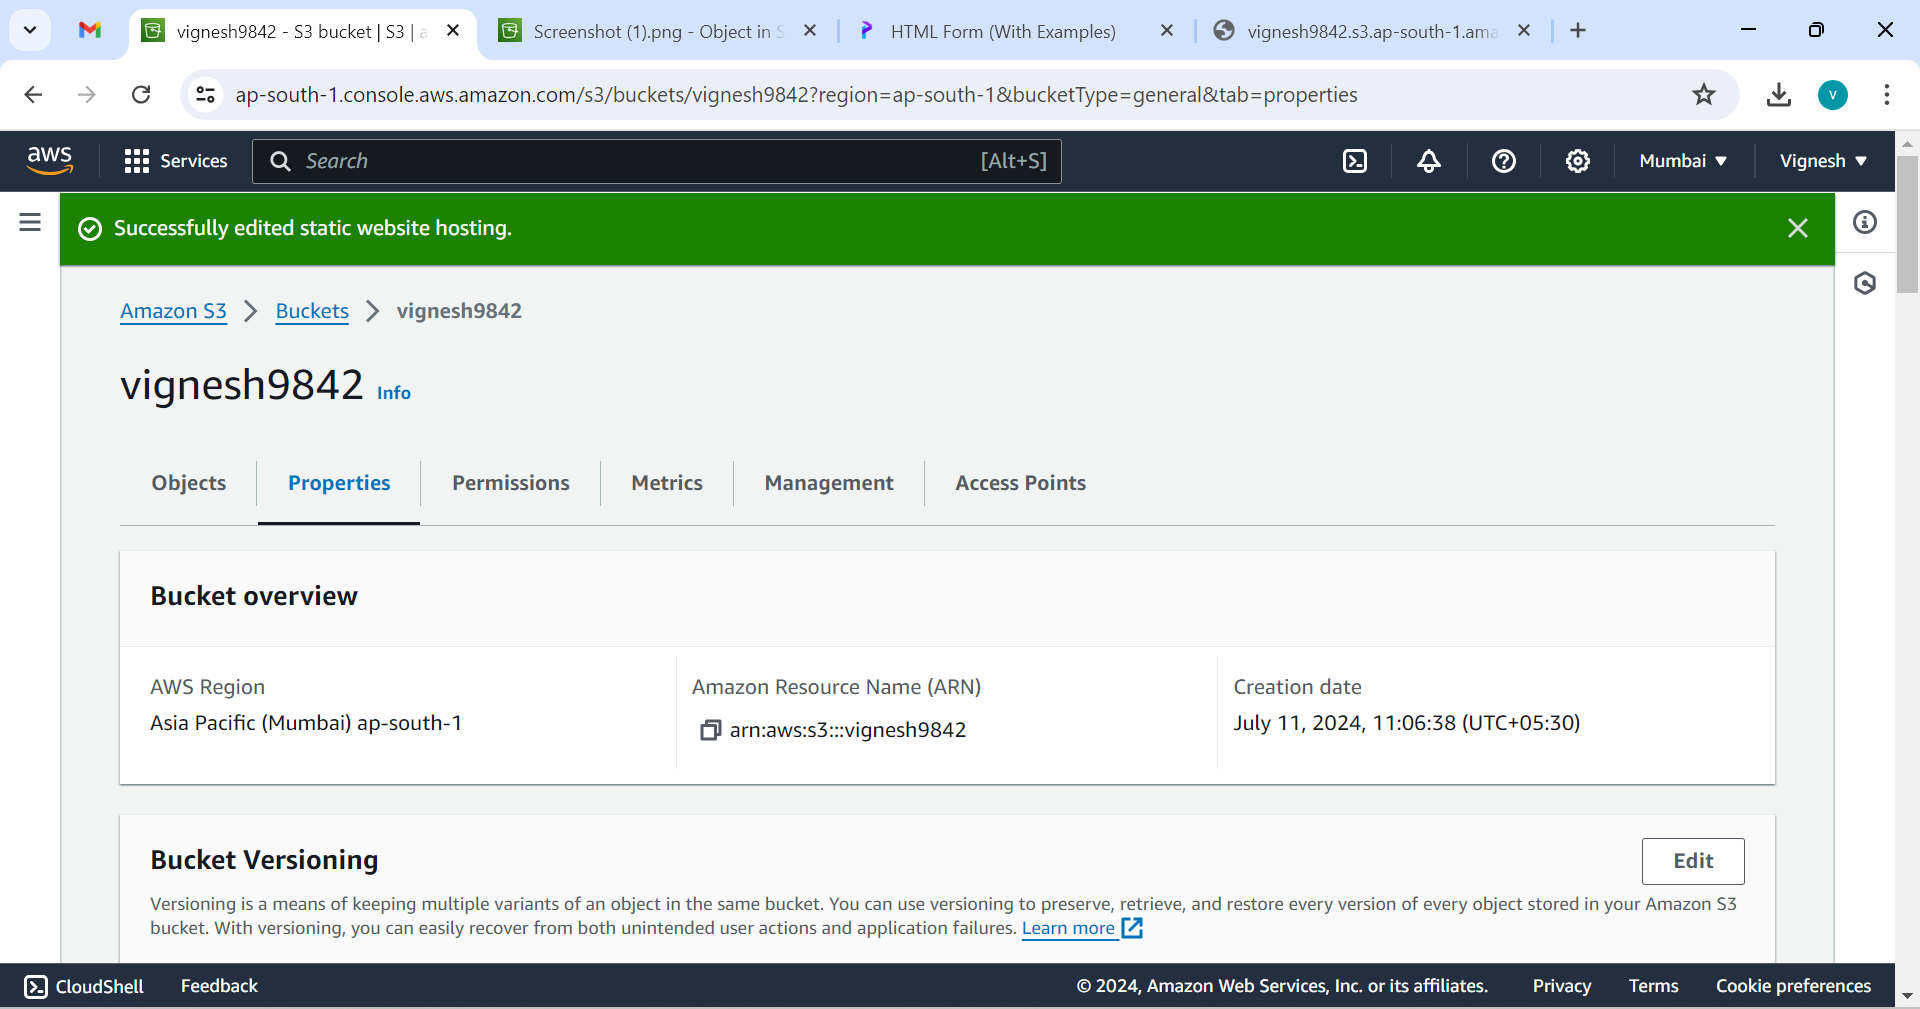 vignesh9842 - S3 bucket | S3 | a
Screenshot (1).png - Object in S
HTML Form (With Examples)
vignesh9842.s3.ap-south-1.ama
ap-south-1.console.aws.amazon.com/s3/buckets/vignesh9842?region=ap-south-1&bucketType=general&tab=properties
V
aws
Services
Search
[Alt+S]
Mumbai
Vignesh
Successfully edited static website hosting.
Amazon S3 > Buckets > vignesh9842
vignesh9842 Info
Objects
Properties
Permissions
Metrics
Management
Access Points
Bucket overview
AWS Region
Asia Pacific (Mumbai) ap-south-1
Amazon Resource Name (ARN)
arn:aws:s3:::vignesh9842
Creation date
July 11, 2024, 11:06:38 (UTC+05:30)
Bucket Versioning
Edit
Versioning is a means of keeping multiple variants of an object in the same bucket. You can use versioning to preserve, retrieve, and restore every version of every object stored in your Amazon S3
bucket. With versioning, you can easily recover from both unintended user actions and application failures. Learn more
CloudShell
Feedback
© 2024, Amazon Web Services, Inc. or its affiliates.
Privacy
Terms
Cookie preferences